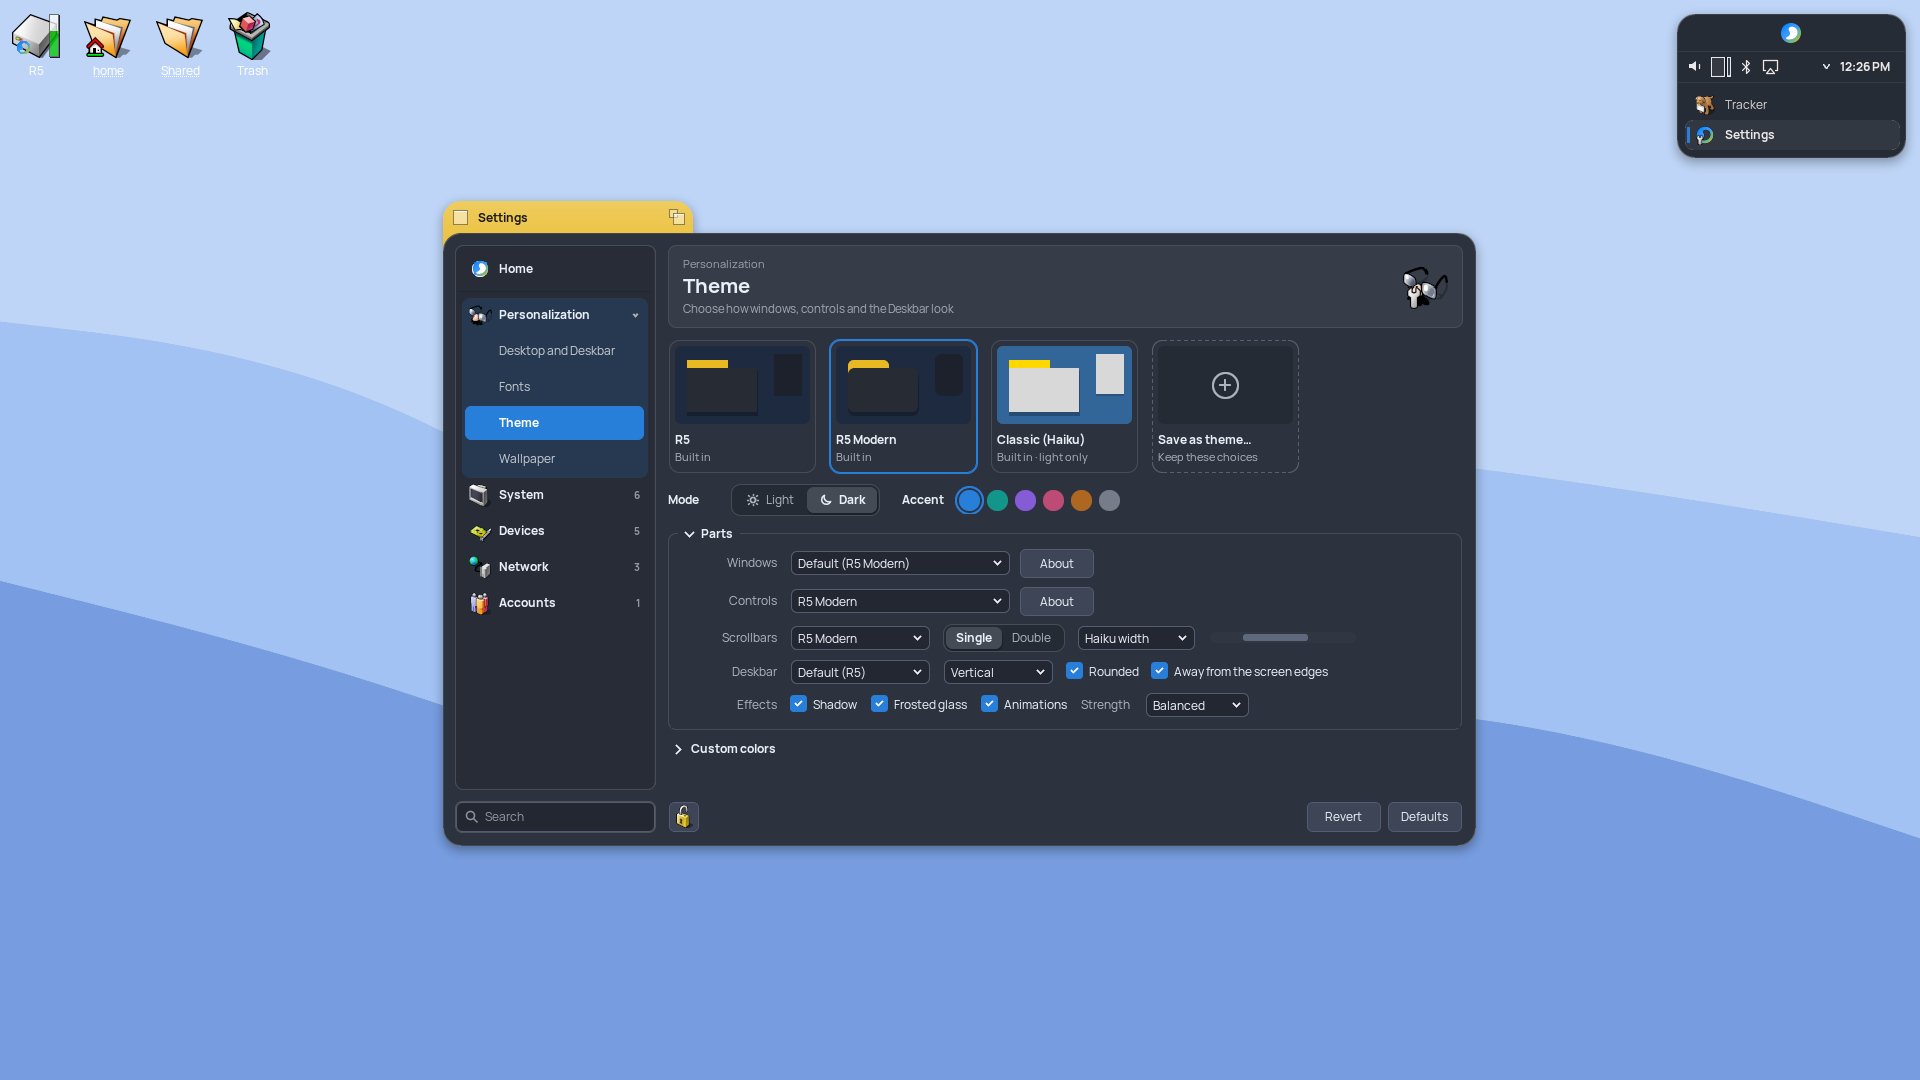 R5
home
Shared
Trash
12:26 PM
Tracker
Settings
Settings
Home
Personalization
Desktop and Deskbar
Fonts
Theme
Wallpaper
System 6
Devices 5
Network 3
Accounts 1
Search
Personalization
Theme
Choose how windows, controls and the Deskbar look
R5
Built in
R5 Modern
Built in
Classic (Haiku)
Built in · light only
Save as theme...
Keep these choices
Mode Light Dark Accent
Parts
Windows Default (R5 Modern) About
Controls R5 Modern About
Scrollbars R5 Modern Single Double Haiku width
Deskbar Default (R5) Vertical Rounded Away from the screen edges
Effects Shadow Frosted glass Animations Strength Balanced
Custom colors
Revert Defaults